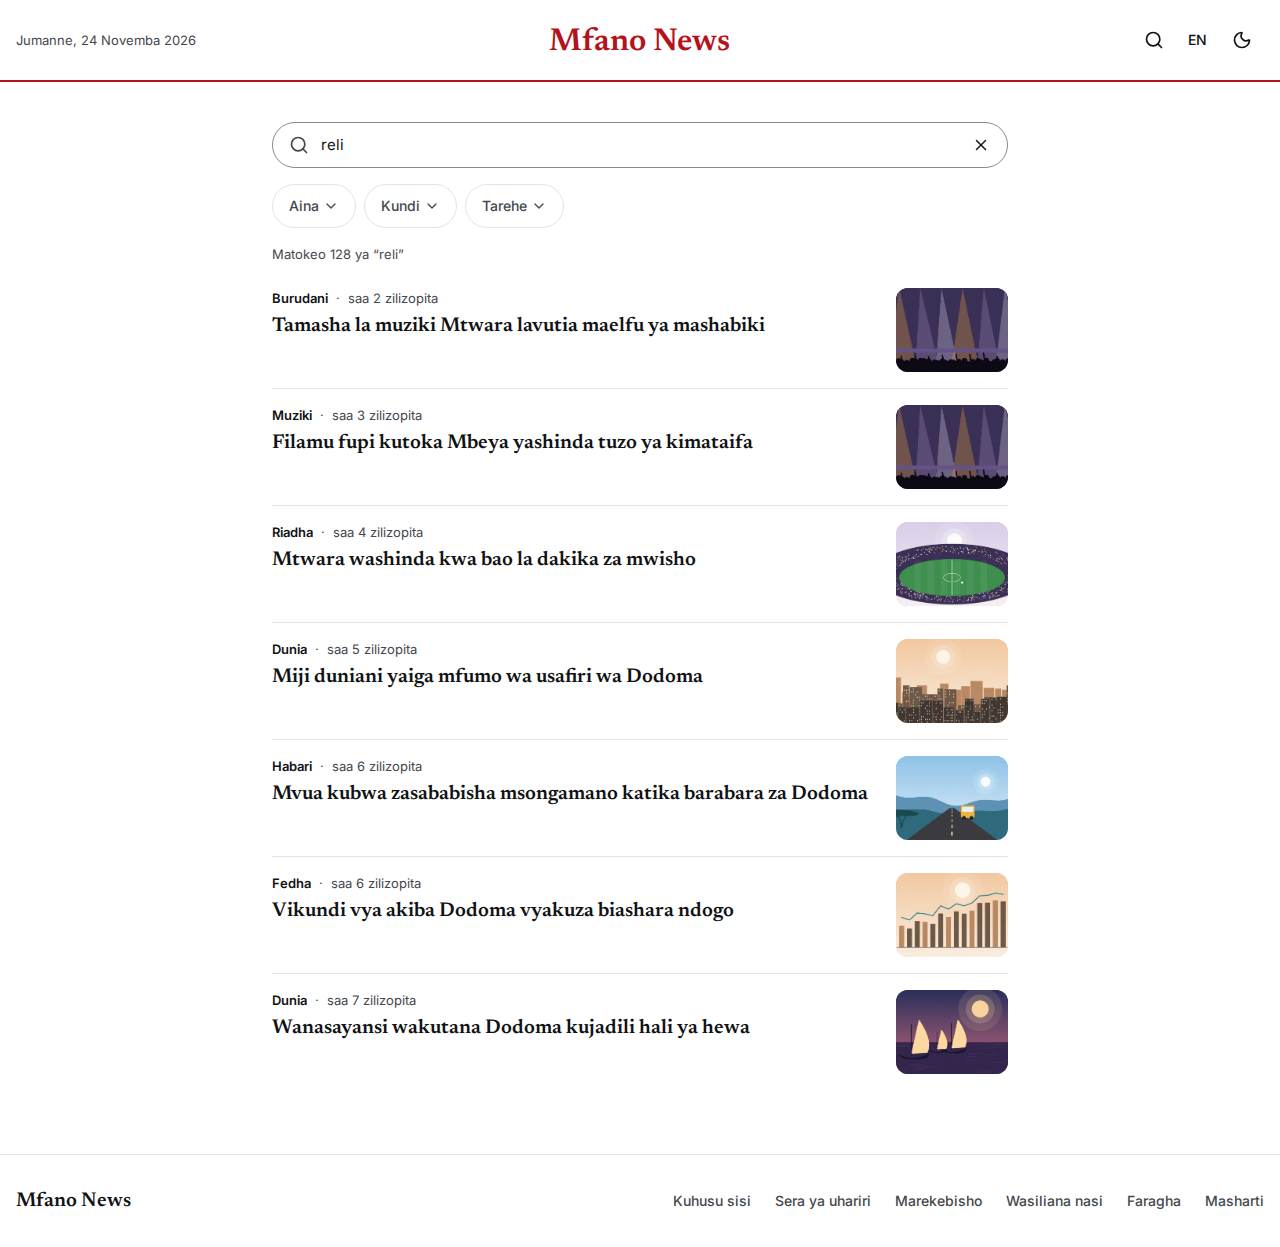 Jumanne, 24 Novemba 2026
Mfano News
EN
reli
Aina
Kundi
Tarehe
Matokeo 128 ya “reli”
Burudani · saa 2 zilizopita
Tamasha la muziki Mtwara lavutia maelfu ya mashabiki
Muziki · saa 3 zilizopita
Filamu fupi kutoka Mbeya yashinda tuzo ya kimataifa
Riadha · saa 4 zilizopita
Mtwara washinda kwa bao la dakika za mwisho
Dunia · saa 5 zilizopita
Miji duniani yaiga mfumo wa usafiri wa Dodoma
Habari · saa 6 zilizopita
Mvua kubwa zasababisha msongamano katika barabara za Dodoma
Fedha · saa 6 zilizopita
Vikundi vya akiba Dodoma vyakuza biashara ndogo
Dunia · saa 7 zilizopita
Wanasayansi wakutana Dodoma kujadili hali ya hewa
Mfano News
Kuhusu sisi
Sera ya uhariri
Marekebisho
Wasiliana nasi
Faragha
Masharti